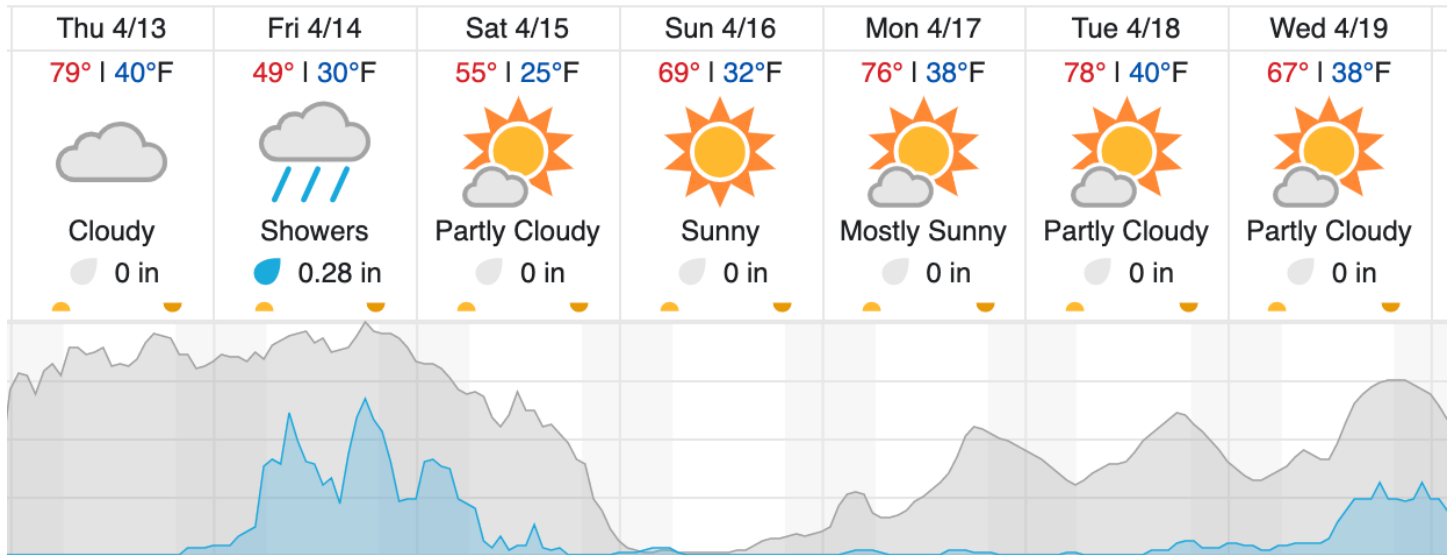 Thu 4/13 Fri 4/14 Sat 4/15 Sun 4/16 Mon 4/17 Tue 4/18 Wed 4/19
79° | 40°F 49° | 30°F 55° | 25°F 69° | 32°F 76° | 38°F 78° | 40°F 67° | 38°F
Cloudy Showers Partly Cloudy Sunny Mostly Sunny Partly Cloudy Partly Cloudy
0 in 0.28 in 0 in 0 in 0 in 0 in 0 in